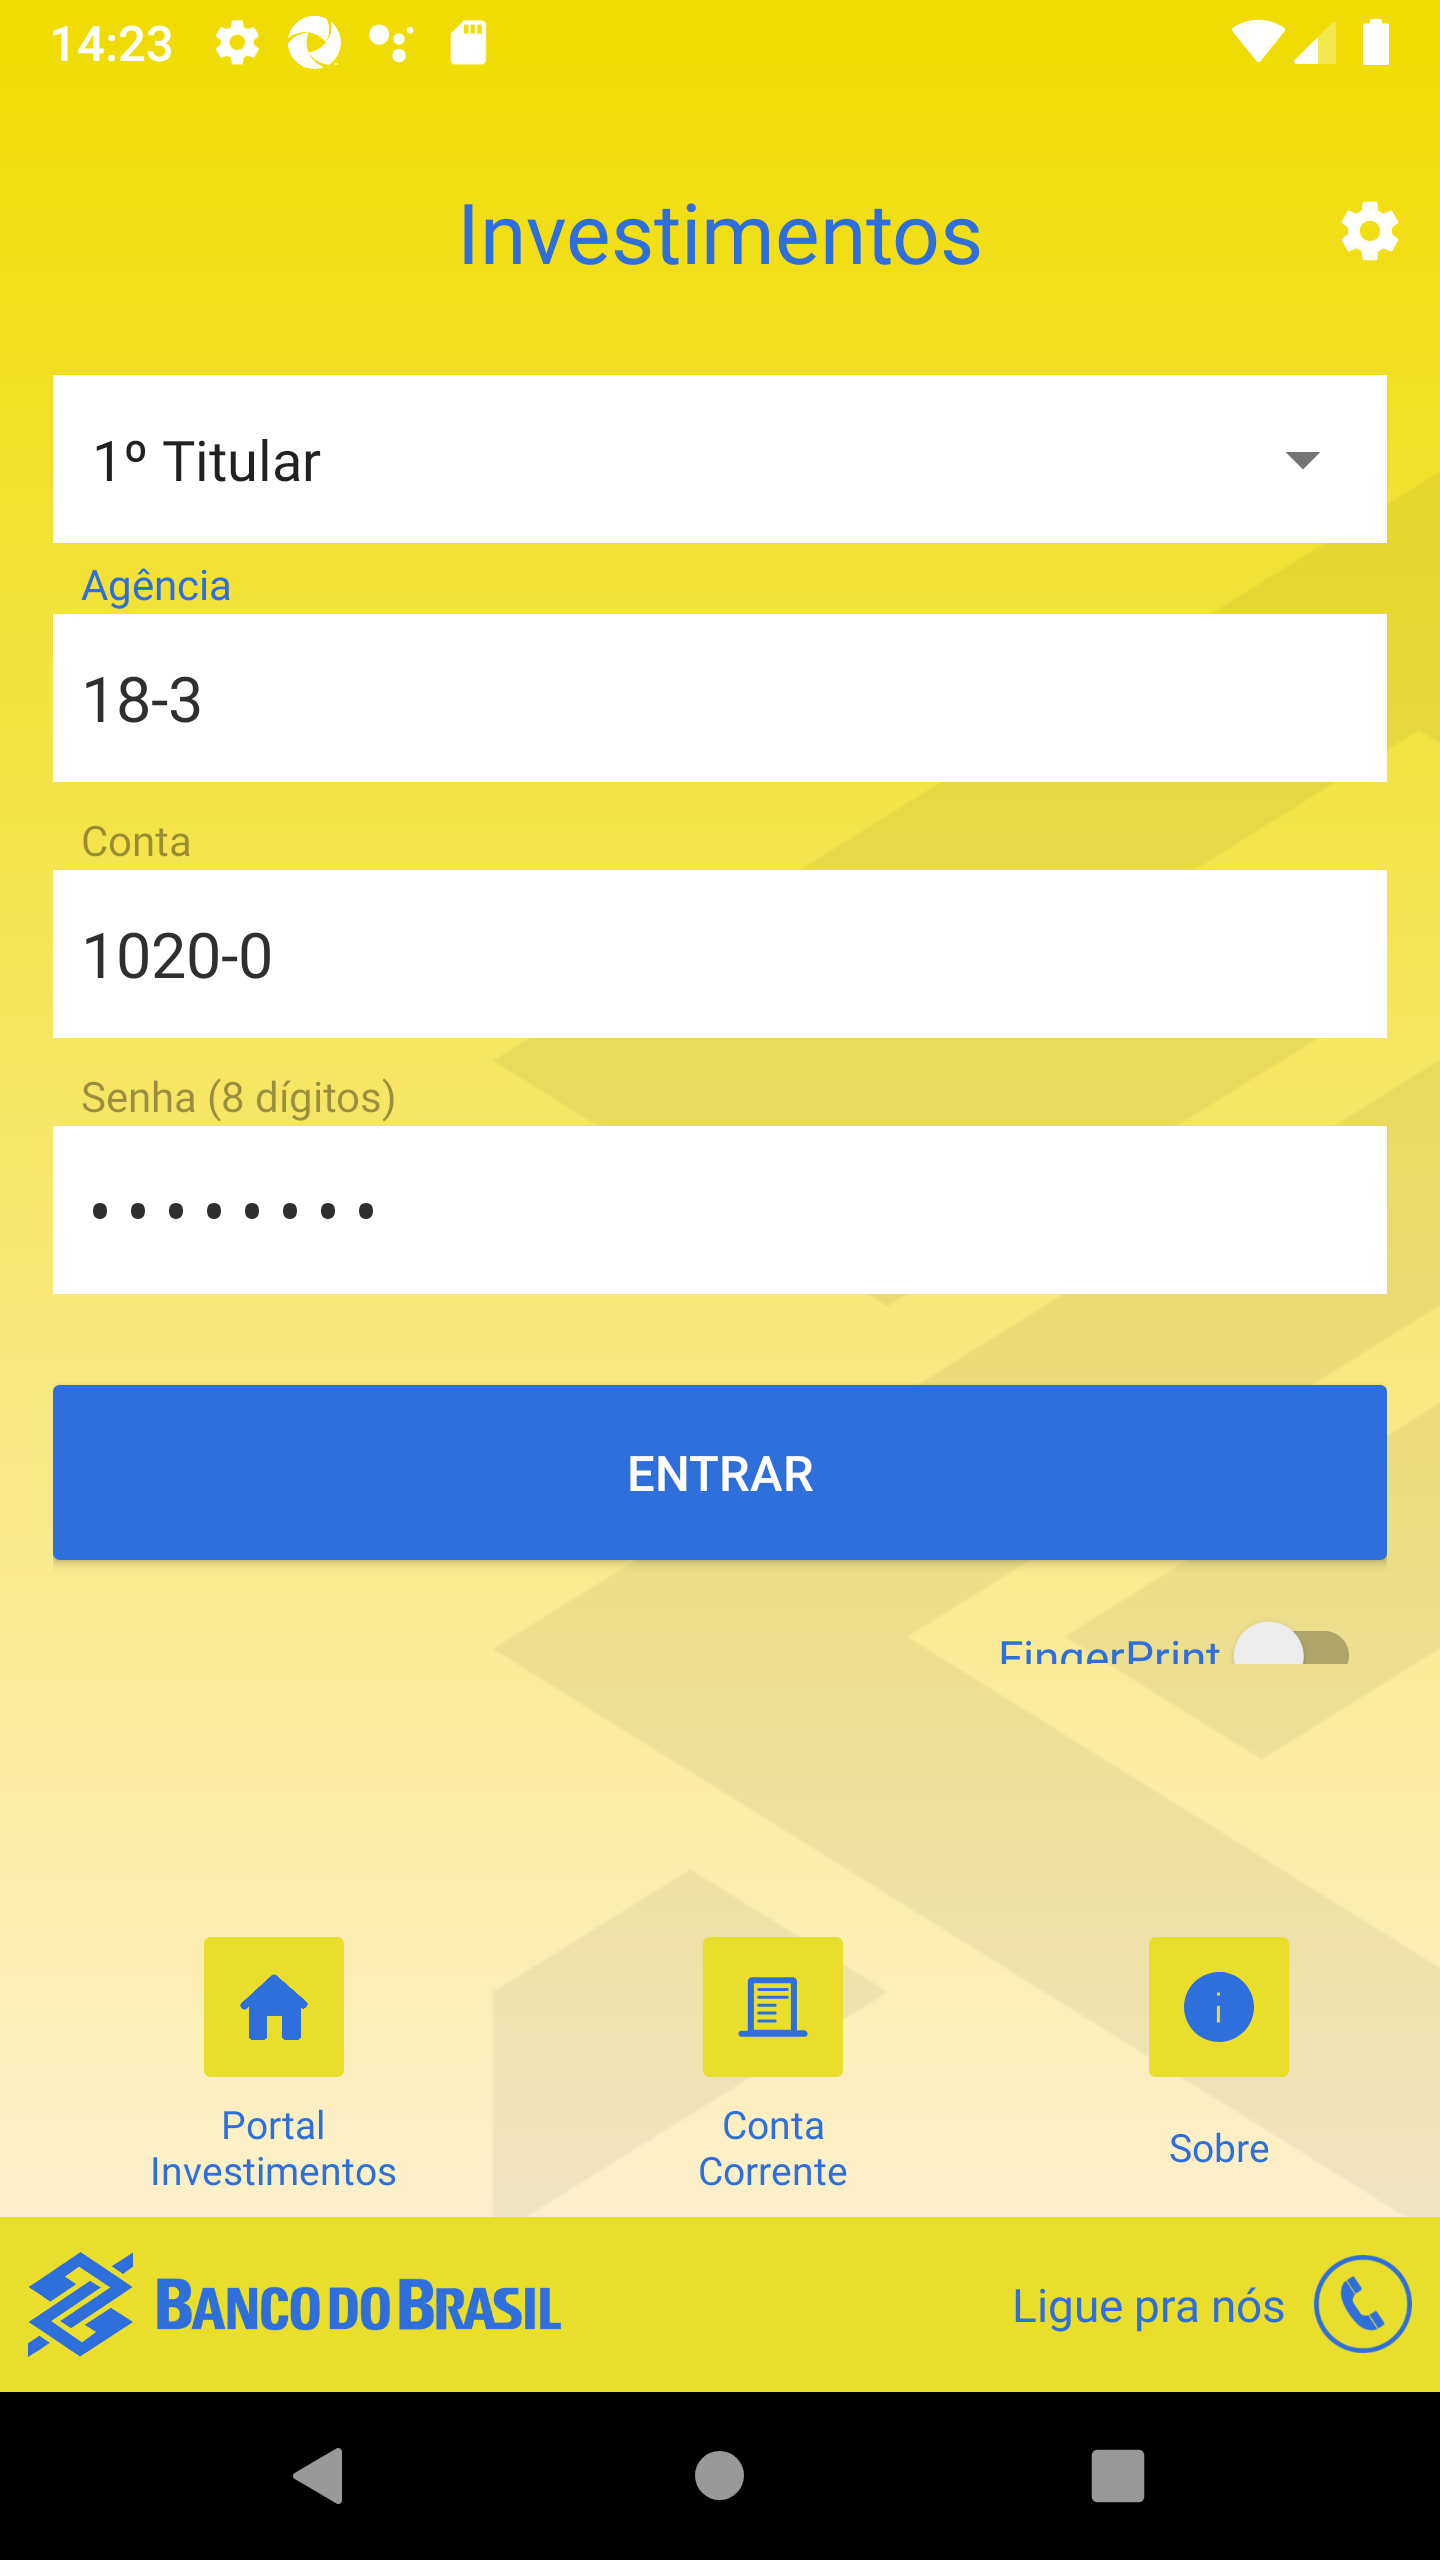 14:23
Investimentos
1º Titular
Agência
18-3
Conta
1020-0
Senha (8 dígitos)
••••••••
ENTRAR
FingerPrint
Portal
Investimentos
Conta
Corrente
Sobre
BANCO DO BRASIL
Ligue pra nós